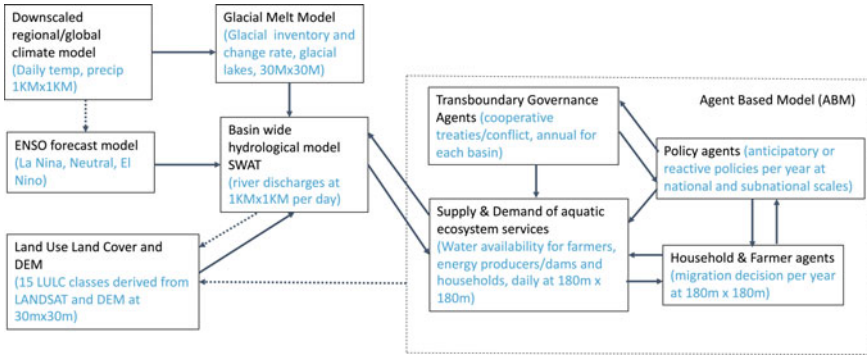 Downscaled
regional/global
climate model
(Daily temp, precip
1KMx1KM)
Glacial Melt Model
(Glacial inventory and
change rate, glacial
lakes, 30Mx30M)
ENSO forecast model
(La Nina, Neutral, El
Nino)
Basin wide
hydrological model
SWAT
(river discharges at
1KMx1KM per day)
Land Use Land Cover and
DEM
(15 LULC classes derived from
LANDSAT and DEM at
30mx30m)
Agent Based Model (ABM)
Transboundary Governance
Agents (cooperative
treaties/conflict, annual for
each basin)
Policy agents (anticipatory or
reactive policies per year at
national and subnational scales)
Supply & Demand of aquatic
ecosystem services
(Water availability for farmers,
energy producers/dams and
households, daily at 180m x
180m)
Household & Farmer agents
(migration decision per year
at 180m x 180m)